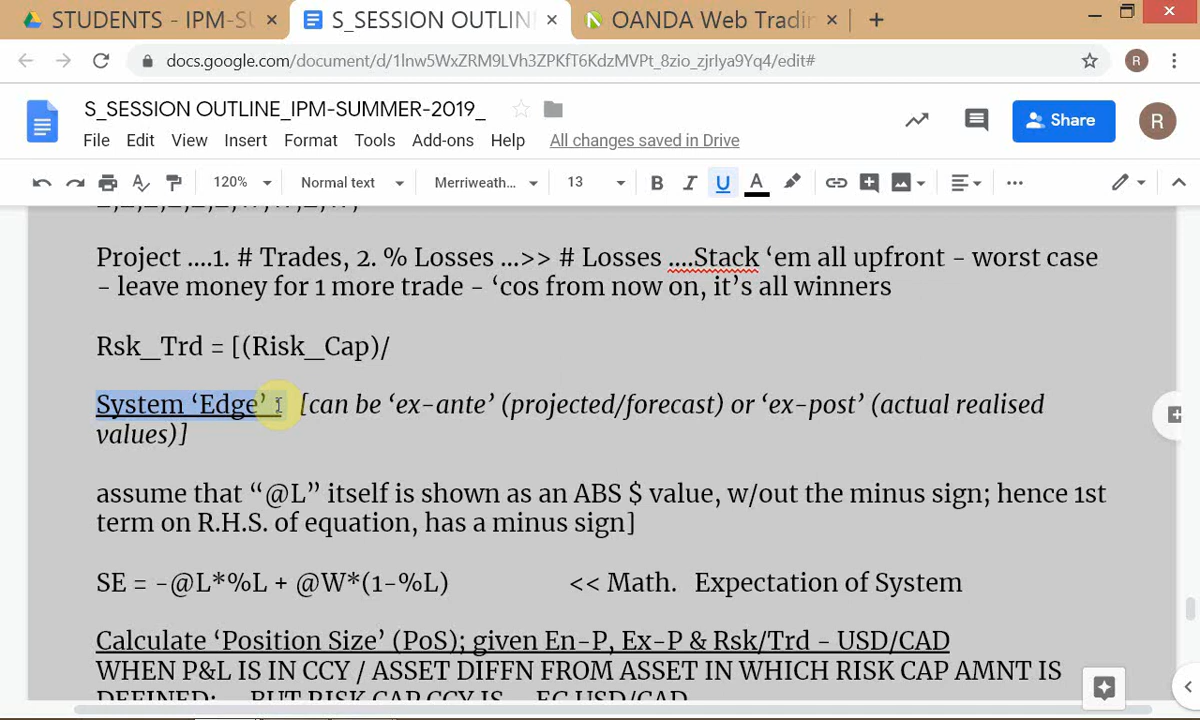 STUDENTS - IPM-SU
S_SESSION OUTLIN
OANDA Web Tradin
docs.google.com/document/d/1lnw5WxZRM9LVh3ZPKfT6KdzMVPt_8zio_zjrIya9Yq4/edit#
R
S_SESSION OUTLINE_IPM-SUMMER-2019_
Share
R
File Edit View Insert Format Tools Add-ons Help All changes saved in Drive
120% Normal text Merriweath... 13 B I U A
Project ....1. # Trades, 2. % Losses ...>> # Losses ....Stack ‘em all upfront - worst case
- leave money for 1 more trade - ‘cos from now on, it’s all winners
Rsk_Trd = [(Risk_Cap)/
System ‘Edge’ : [can be ‘ex-ante’ (projected/forecast) or ‘ex-post’ (actual realised
values)]
assume that “@L” itself is shown as an ABS $ value, w/out the minus sign; hence 1st
term on R.H.S. of equation, has a minus sign]
SE = -@L*%L + @W*(1-%L) << Math. Expectation of System
Calculate ‘Position Size’ (PoS); given En-P, Ex-P & Rsk/Trd - USD/CAD
WHEN P&L IS IN CCY / ASSET DIFFN FROM ASSET IN WHICH RISK CAP AMNT IS